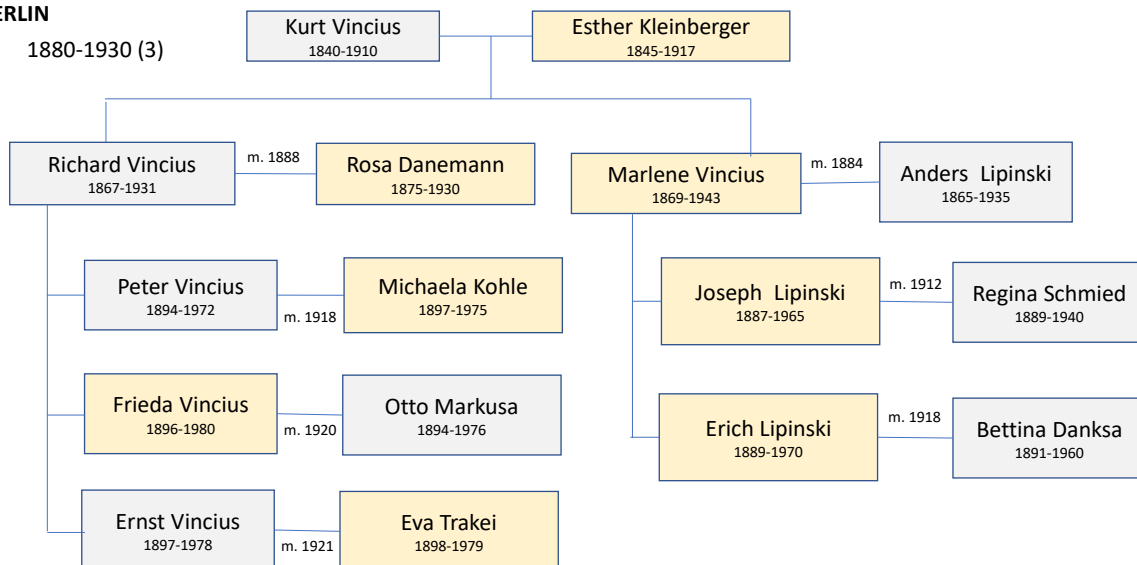 ERLIN
1880-1930 (3)
Kurt Vincius
1840-1910
Esther Kleinberger
1845-1917
Richard Vincius
1867-1931
m. 1888
Rosa Danemann
1875-1930
Marlene Vincius
1869-1943
m. 1884
Anders Lipinski
1865-1935
Peter Vincius
1894-1972
m. 1918
Michaela Kohle
1897-1975
Joseph Lipinski
1887-1965
m. 1912
Regina Schmied
1889-1940
Frieda Vincius
1896-1980
m. 1920
Otto Markusa
1894-1976
Erich Lipinski
1889-1970
m. 1918
Bettina Danksa
1891-1960
Ernst Vincius
1897-1978
m. 1921
Eva Trakei
1898-1979